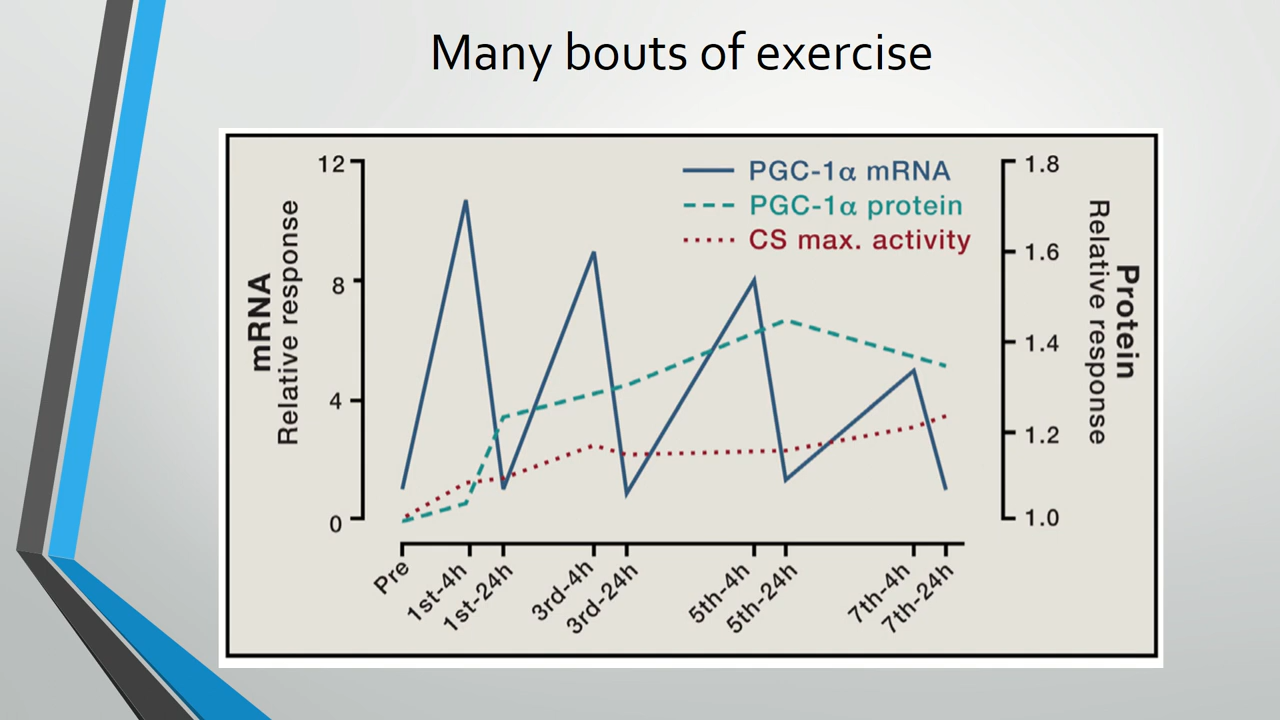 Many bouts of exercise
mRNA
Relative response
12
8
4
0
PGC-1α mRNA
PGC-1α protein
CS max. activity
1.8
1.6
1.4
1.2
1.0
Protein
Relative response
Pre
1st-4h
1st-24h
3rd-4h
3rd-24h
5th-4h
5th-24h
7th-4h
7th-24h